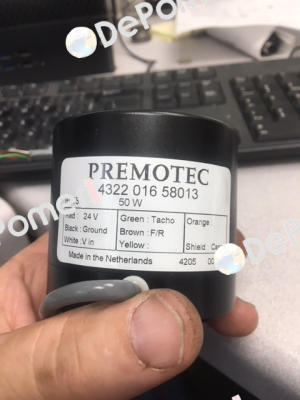 PREMOTEC
4322 016 58013
50 W
Red : 24 V Green : Tacho Orange :
Black : Ground Brown : F/R
White : V in Yellow : Shield :
Made in the Netherlands 4205